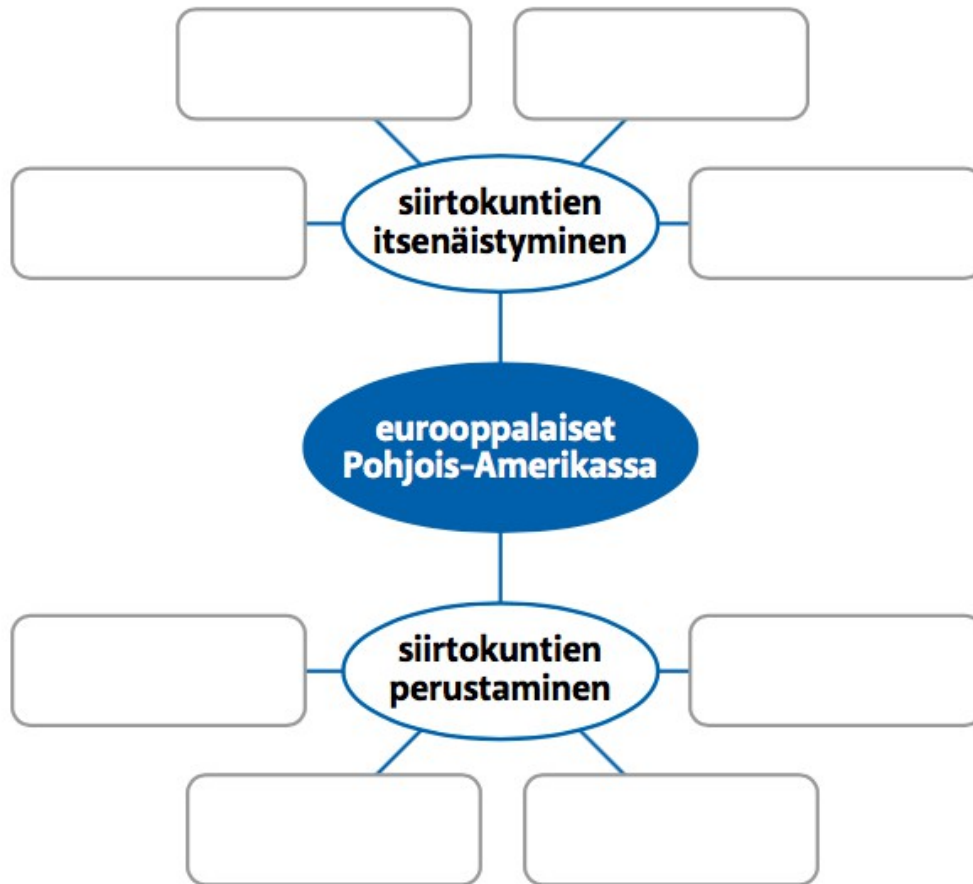 siirtokuntien
itsenäistyminen
eurooppalaiset
Pohjois-Amerikassa
siirtokuntien
perustaminen